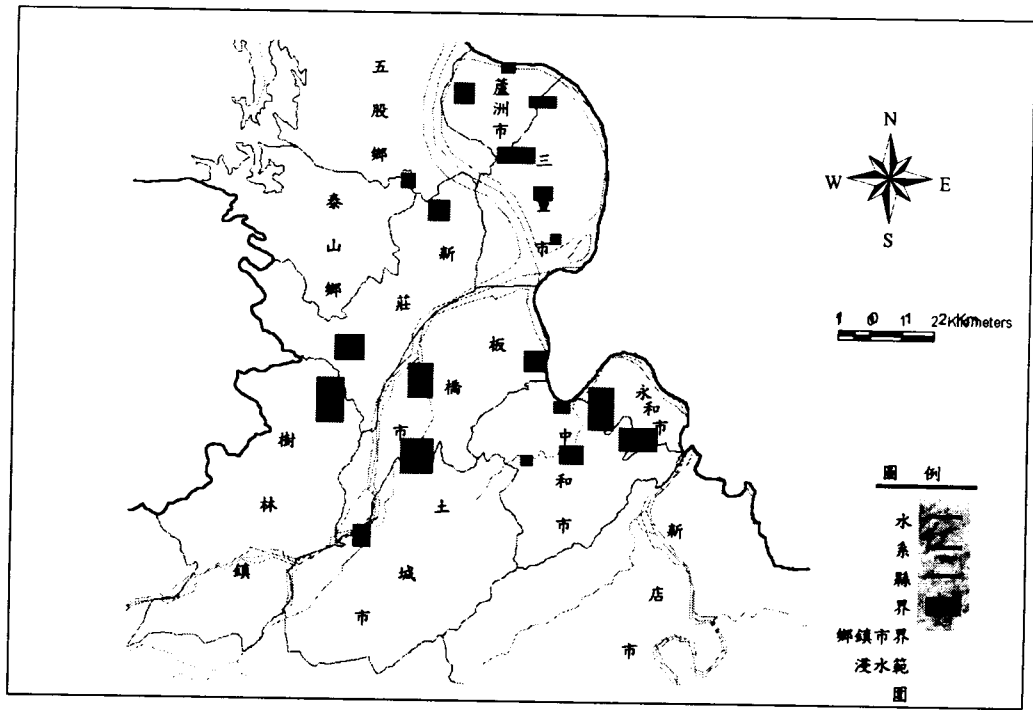 五股鄉
蘆洲市
三
市
泰山鄉
新
莊
板
橋
市
永和市
中
和
市
樹
林
鎮
土
城
市
新
店
市
N
W
E
S
22Kilometers
圖例
水
系
縣
界
鄉鎮市界
淹水範
圍